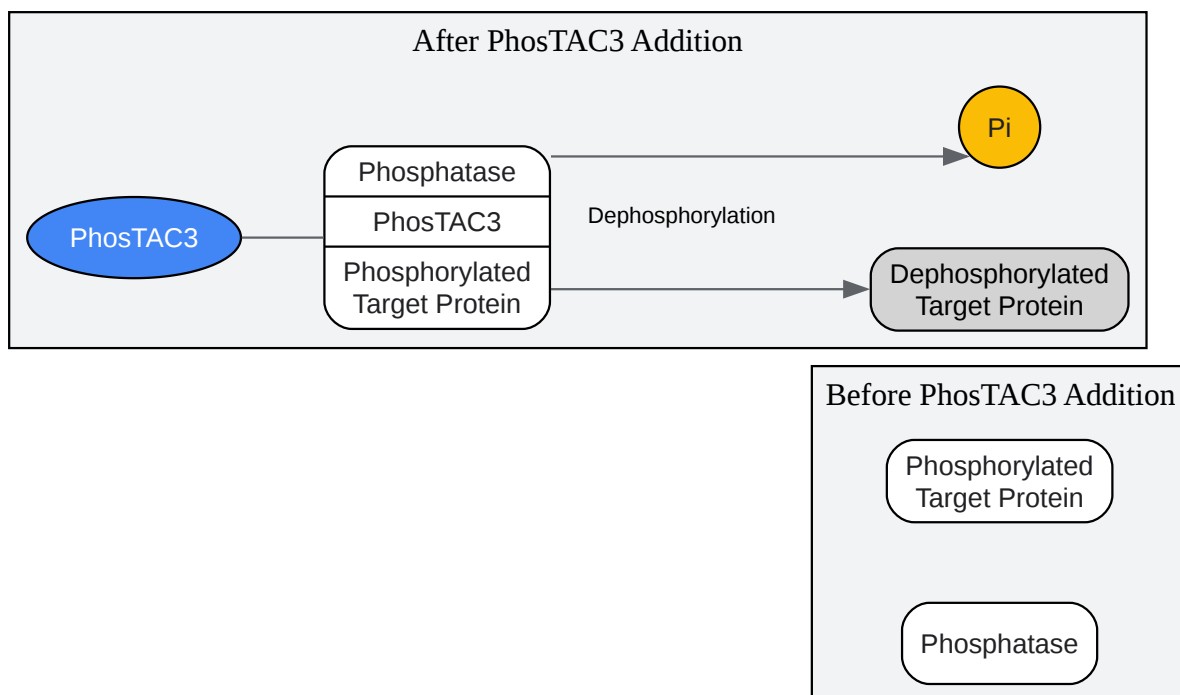 After PhosTAC3 Addition
Pi
Phosphatase
PhosTAC3
PhosTAC3
Dephosphorylation
Phosphorylated
Target Protein
Dephosphorylated
Target Protein
Before PhosTAC3 Addition
Phosphorylated
Target Protein
Phosphatase